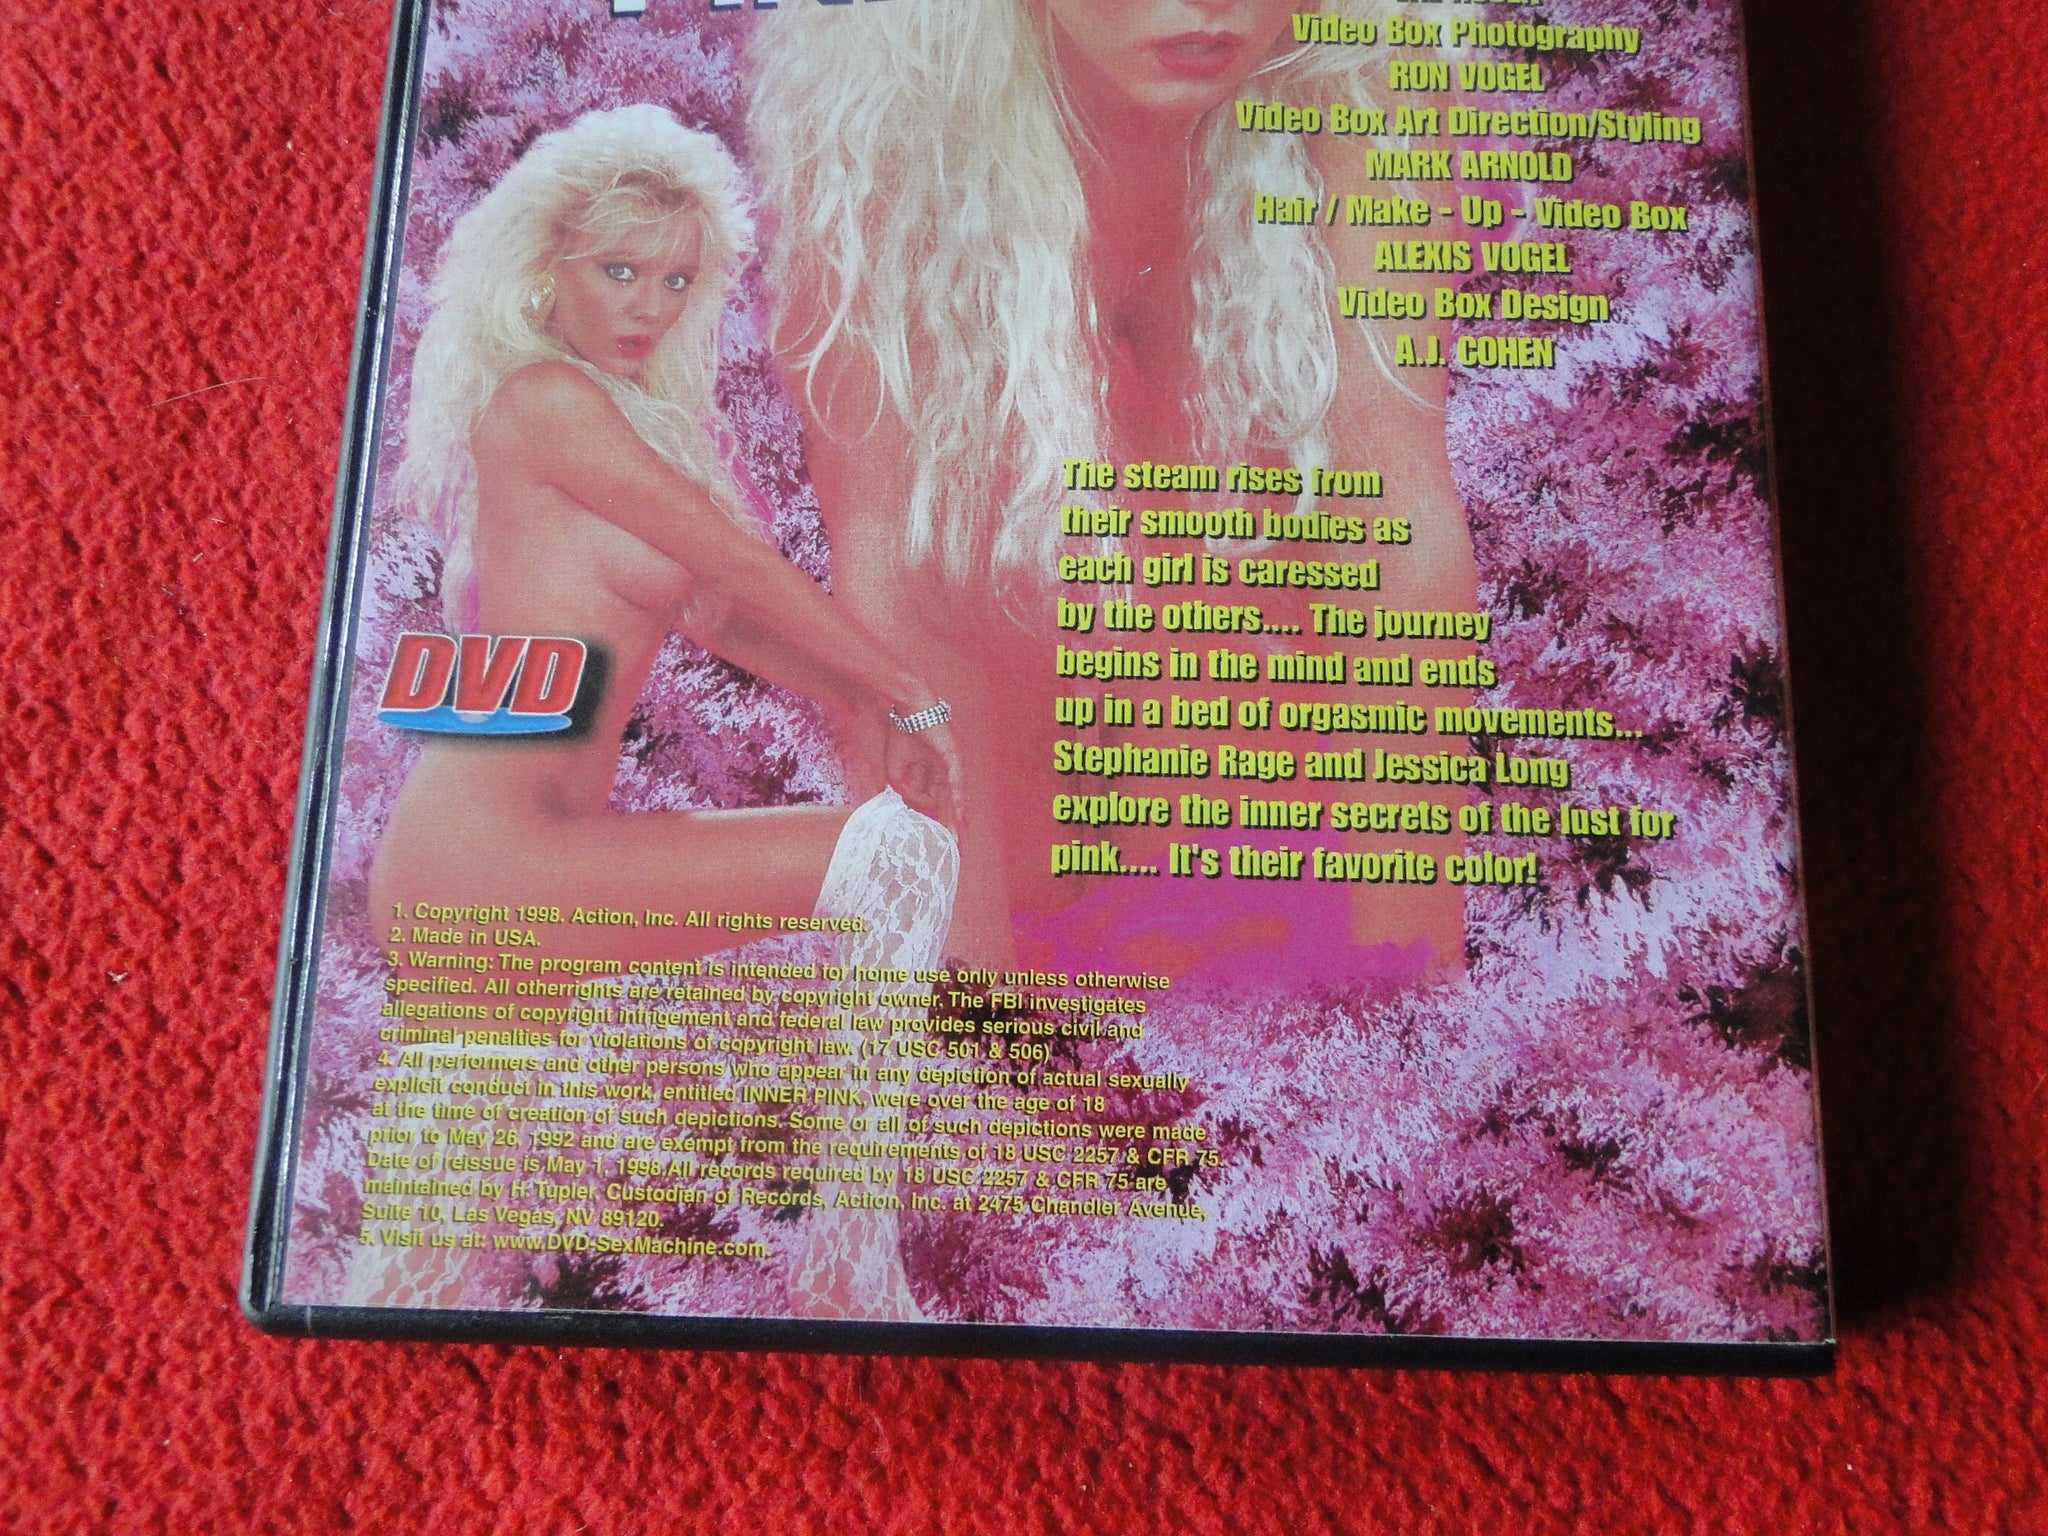 Video Box Photography
RON VOGEL
Video Box Art Direction/Styling
MARK ARNOLD
Hair / Make - Up - Video Box
ALEXIS VOGEL
Video Box Design
A.J. COHEN
The steam rises from
their smooth bodies as
each girl is caressed
by the others.... The journey
begins in the mind and ends
up in a bed of orgasmic movements...
Stephanie Rage and Jessica Long
explore the inner secrets of the lust for
pink.... It's their favorite color!
DVD
1. Copyright 1998. Action, Inc. All rights reserved.
2. Made in USA.
3. Warning: The program content is intended for home use only unless otherwise
specified. All otherrights are retained by copyright owner. The FBI investigates
allegations of copyright infrigement and federal law provides serious civil and
criminal penalties for violations of copyright law. (17 USC 501 & 506)
4. All performers and other persons who appear in any depiction of actual sexually
explicit conduct in this work, entitled INNER PINK, were over the age of 18
at the time of creation of such depictions. Some or all of such depictions were made
prior to May 26, 1992 and are exempt from the requirements of 18 USC 2257 & CFR 75.
Date of reissue is May 1, 1998.All records required by 18 USC 2257 & CFR 75 are
maintained by H. Tupler, Custodian of Records, Action, Inc. at 2475 Chandler Avenue,
Suite 10, Las Vegas, NV 89120.
5. Visit us at: www.DVD-SexMachine.com.